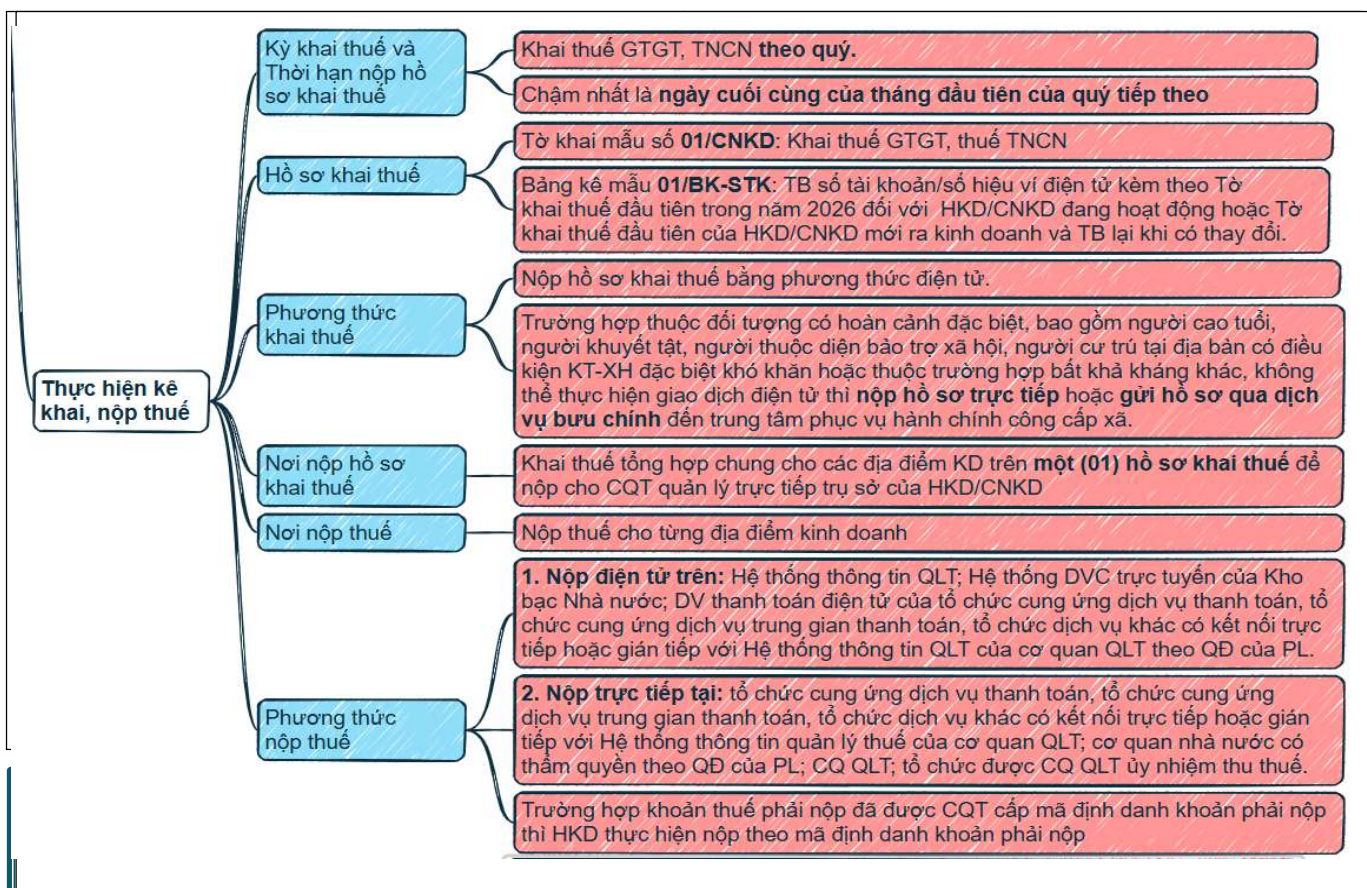 Thực hiện kê
khai, nộp thuế
Kỳ khai thuế và
Thời hạn nộp hồ
sơ khai thuế
Khai thuế GTGT, TNCN theo quý.
Chậm nhất là ngày cuối cùng của tháng đầu tiên của quý tiếp theo
Hồ sơ khai thuế
Tờ khai mẫu số 01/CNKD: Khai thuế GTGT, thuế TNCN
Bảng kê mẫu 01/BK-STK: TB số tài khoản/số hiệu ví điện tử kèm theo Tờ
khai thuế đầu tiên trong năm 2026 đối với HKD/CNKD đang hoạt động hoặc Tờ
khai thuế đầu tiên của HKD/CNKD mới ra kinh doanh và TB lại khi có thay đổi.
Phương thức
khai thuế
Nộp hồ sơ khai thuế bằng phương thức điện tử.
Trường hợp thuộc đối tượng có hoàn cảnh đặc biệt, bao gồm người cao tuổi,
người khuyết tật, người thuộc diện bảo trợ xã hội, người cư trú tại địa bàn có điều
kiện KT-XH đặc biệt khó khăn hoặc thuộc trường hợp bất khả kháng khác, không
thể thực hiện giao dịch điện tử thì nộp hồ sơ trực tiếp hoặc gửi hồ sơ qua dịch
vụ bưu chính đến trung tâm phục vụ hành chính công cấp xã.
Nơi nộp hồ sơ
khai thuế
Khai thuế tổng hợp chung cho các địa điểm KD trên một (01) hồ sơ khai thuế để
nộp cho CQT quản lý trực tiếp trụ sở của HKD/CNKD
Nơi nộp thuế
Nộp thuế cho từng địa điểm kinh doanh
Phương thức
nộp thuế
1. Nộp điện tử trên: Hệ thống thông tin QLT; Hệ thống DVC trực tuyến của Kho
bạc Nhà nước; DV thanh toán điện tử của tổ chức cung ứng dịch vụ thanh toán, tổ
chức cung ứng dịch vụ trung gian thanh toán, tổ chức dịch vụ khác có kết nối trực
tiếp hoặc gián tiếp với Hệ thống thông tin QLT của cơ quan QLT theo QĐ của PL.
2. Nộp trực tiếp tại: tổ chức cung ứng dịch vụ thanh toán, tổ chức cung ứng
dịch vụ trung gian thanh toán, tổ chức dịch vụ khác có kết nối trực tiếp hoặc gián
tiếp với Hệ thống thông tin quản lý thuế của cơ quan QLT; cơ quan nhà nước có
thẩm quyền theo QĐ của PL; CQ QLT; tổ chức được CQ QLT ủy nhiệm thu thuế.
Trường hợp khoản thuế phải nộp đã được CQT cấp mã định danh khoản phải nộp
thì HKD thực hiện nộp theo mã định danh khoản phải nộp